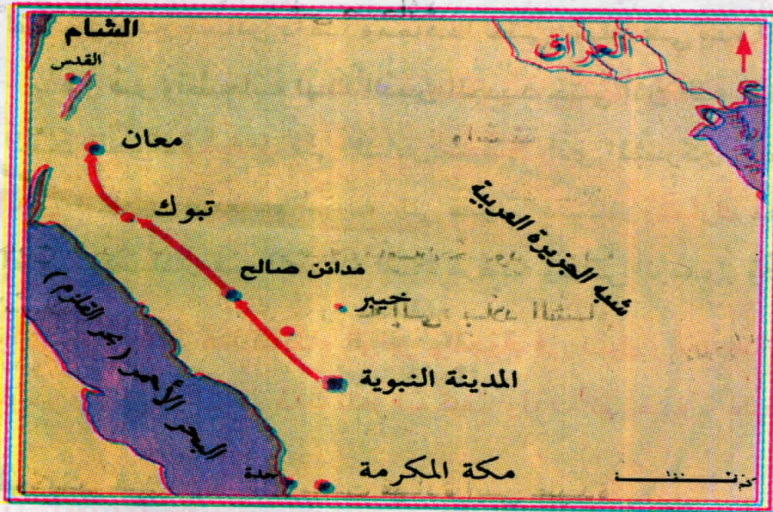 الشام
القدس
العراق
معان
تبوك
شبه الجزيرة العربية
مدائن صالح
خيبر
المدينة النبوية
البحر الأحمر (بحر القلزم)
مكة المكرمة
جدة